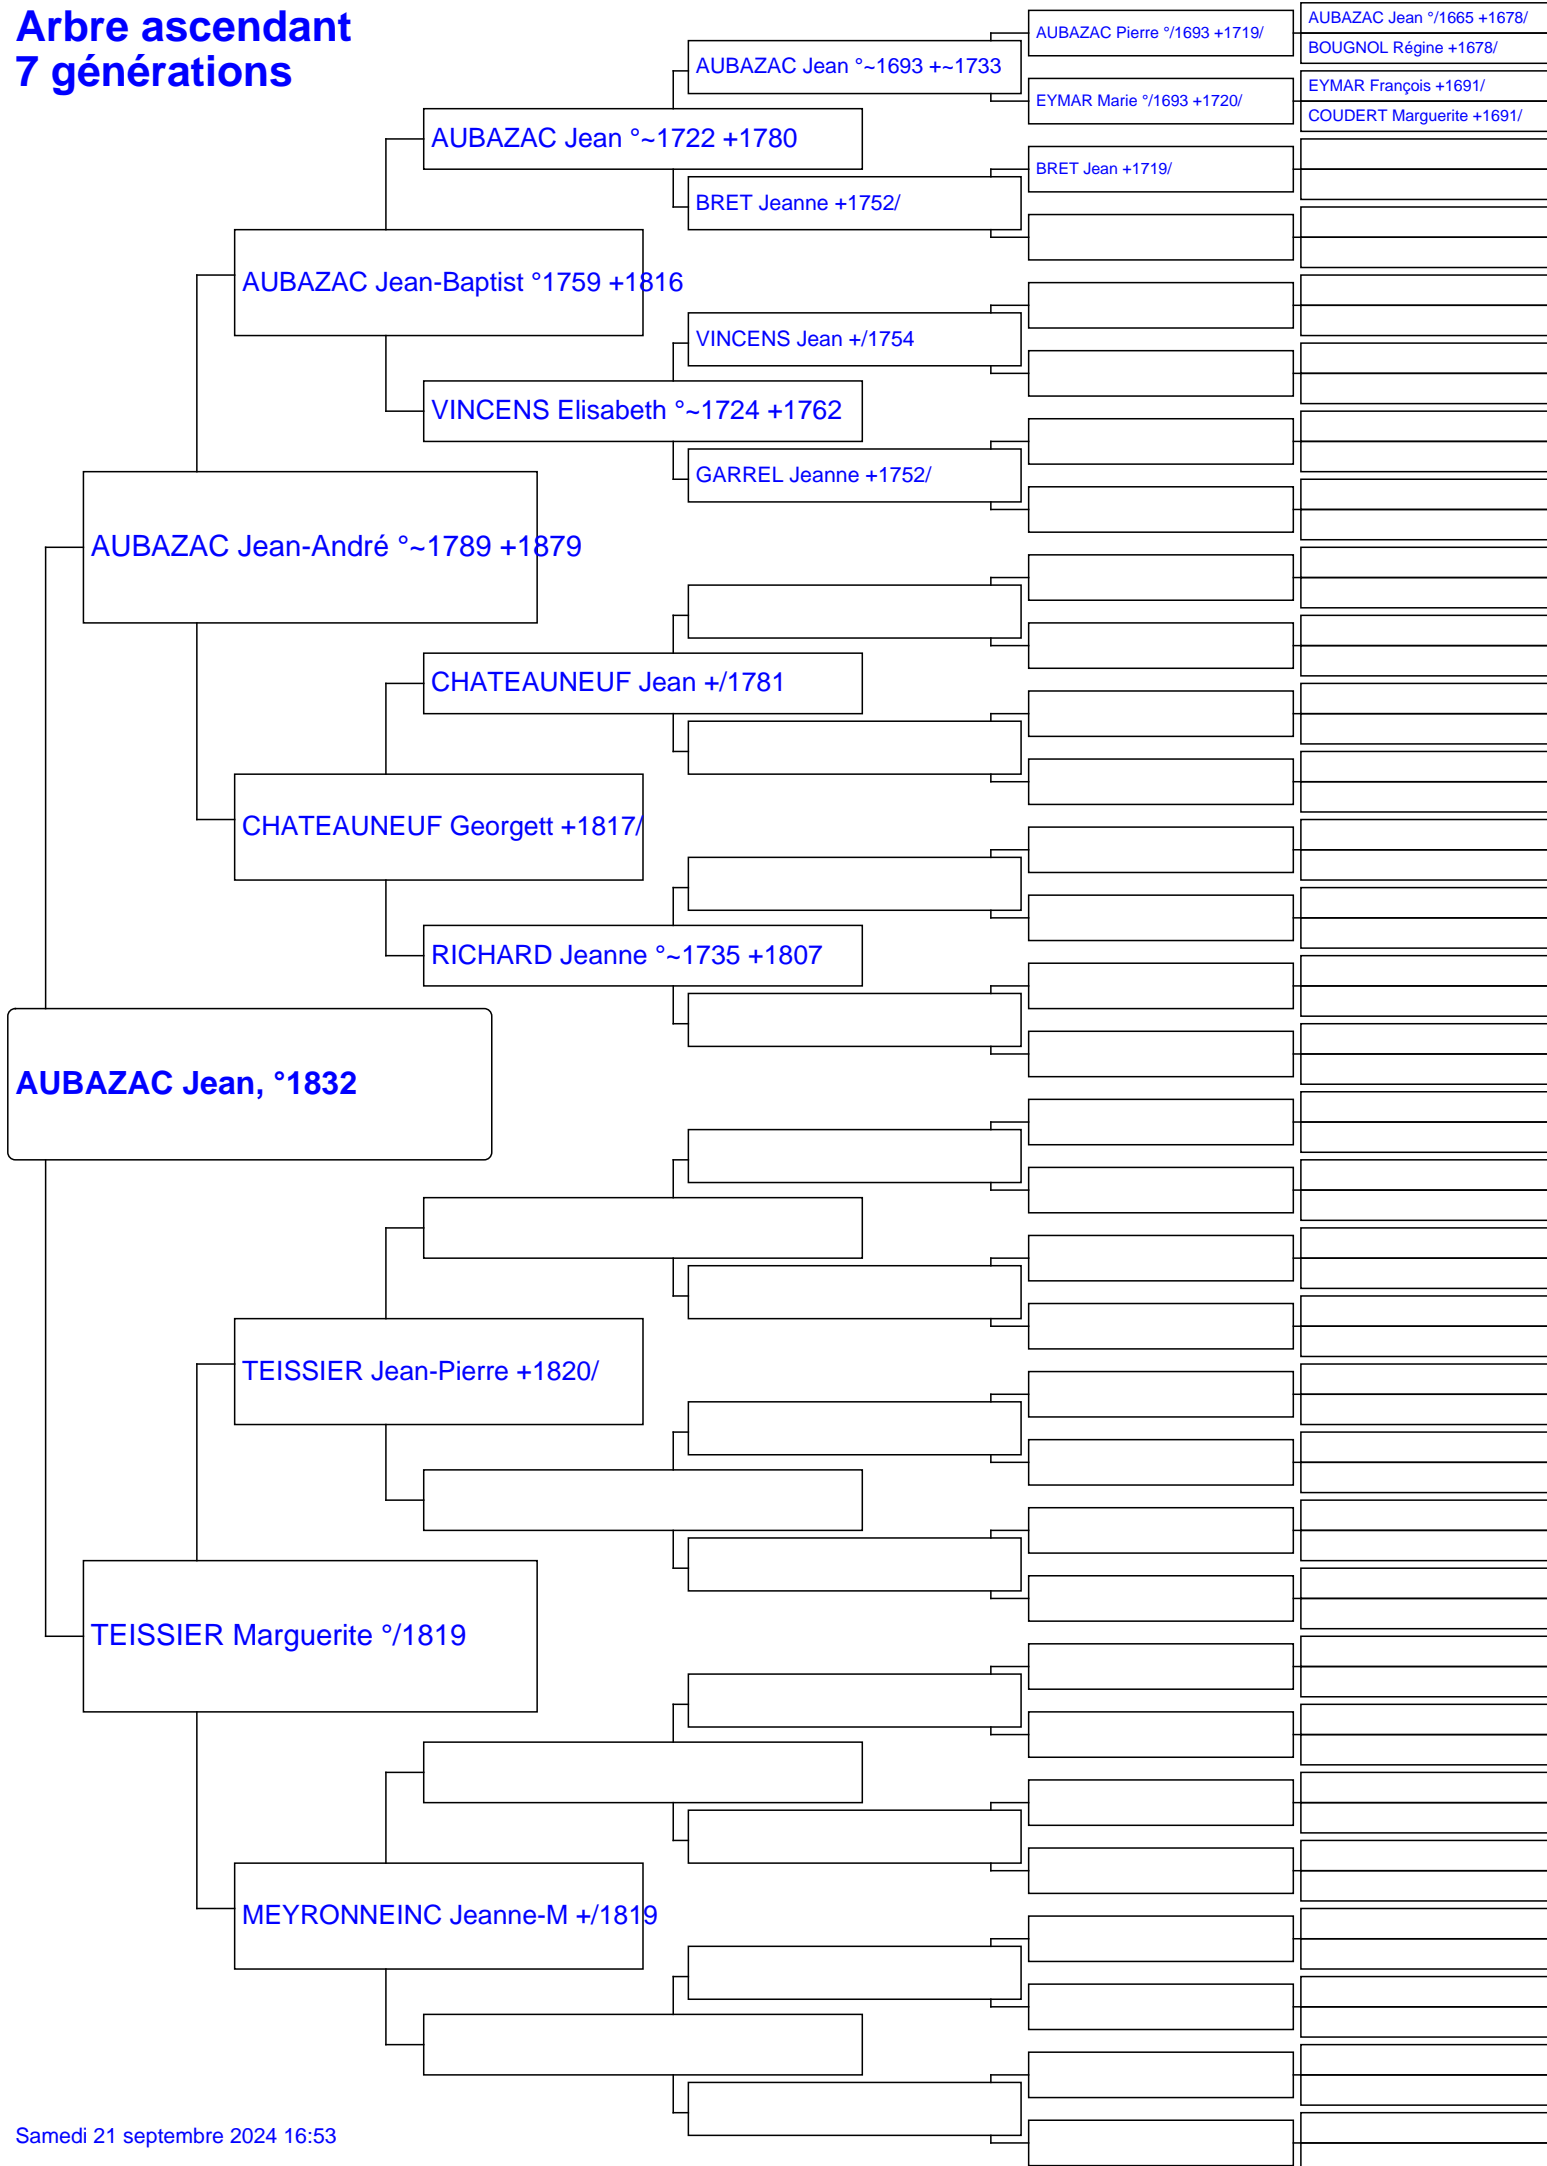 Arbre ascendant
7 générations
AUBAZAC Jean °/1665 +1678/
AUBAZAC Pierre °/1693 +1719/
BOUGNOL Régine +1678/
AUBAZAC Jean °~1693 +~1733
EYMAR François +1691/
EYMAR Marie °/1693 +1720/
COUDERT Marguerite +1691/
AUBAZAC Jean °~1722 +1780
BRET Jean +1719/
BRET Jeanne +1752/
AUBAZAC Jean-Baptist °1759 +1816
VINCENS Jean +/1754
VINCENS Elisabeth °~1724 +1762
GARREL Jeanne +1752/
AUBAZAC Jean-André °~1789 +1879
CHATEAUNEUF Jean +/1781
CHATEAUNEUF Georgett +1817/
RICHARD Jeanne °~1735 +1807
AUBAZAC Jean, °1832
TEISSIER Jean-Pierre +1820/
TEISSIER Marguerite °/1819
MEYRONNEINC Jeanne-M +/1819
Samedi 21 septembre 2024 16:53